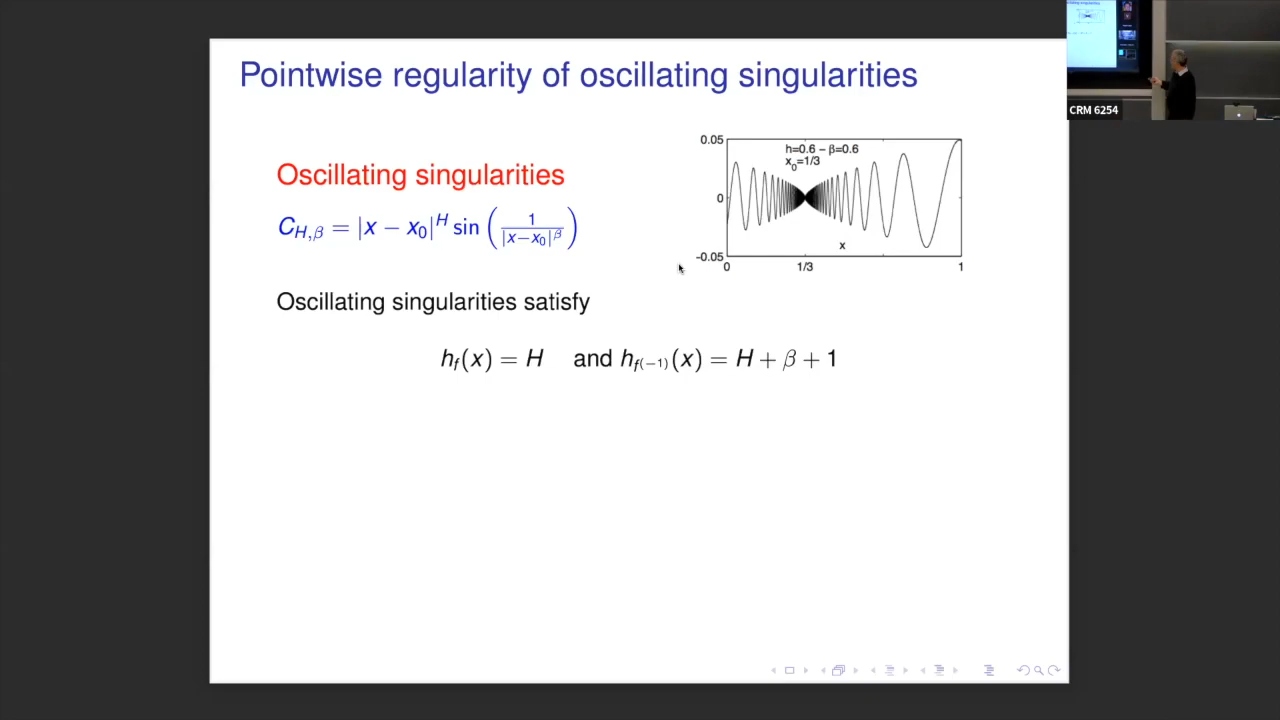 Pointwise regularity of oscillating singularities
CRM 6254
Oscillating singularities
C_{H,β} = |x − x_0|^H sin (1 / |x−x_0|^β)
0.05
h=0.6 − β=0.6
x_0=1/3
0
x
-0.05
0 1/3 1
Oscillating singularities satisfy
h_f(x) = H and h_{f^{(−1)}}(x) = H + β + 1